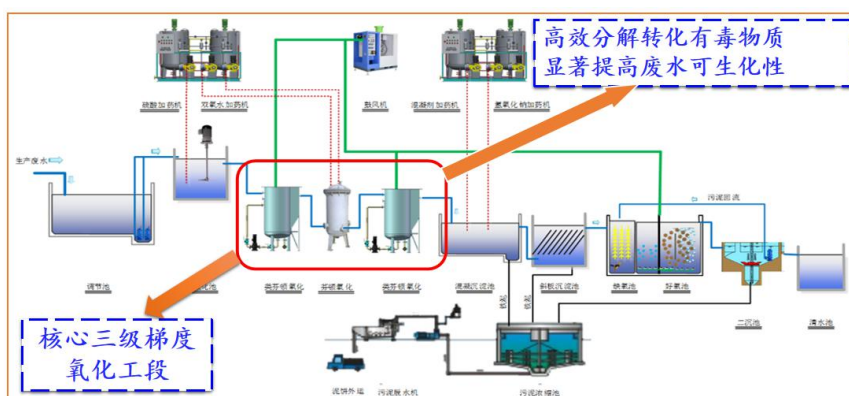 高效分解转化有毒物质
显著提高废水可生化性
硫酸加药机
双氧水加药机
鼓风机
混凝剂加药机
氢氧化钠加药机
生产废水
污泥回流
调节池
类芬顿氧化
芬顿氧化
类芬顿氧化
混凝沉淀池
斜板沉淀池
缺氧池
好氧池
二沉池
清水池
核心三级梯度
氧化工段
泥饼外运
污泥脱水机
污泥浓缩池